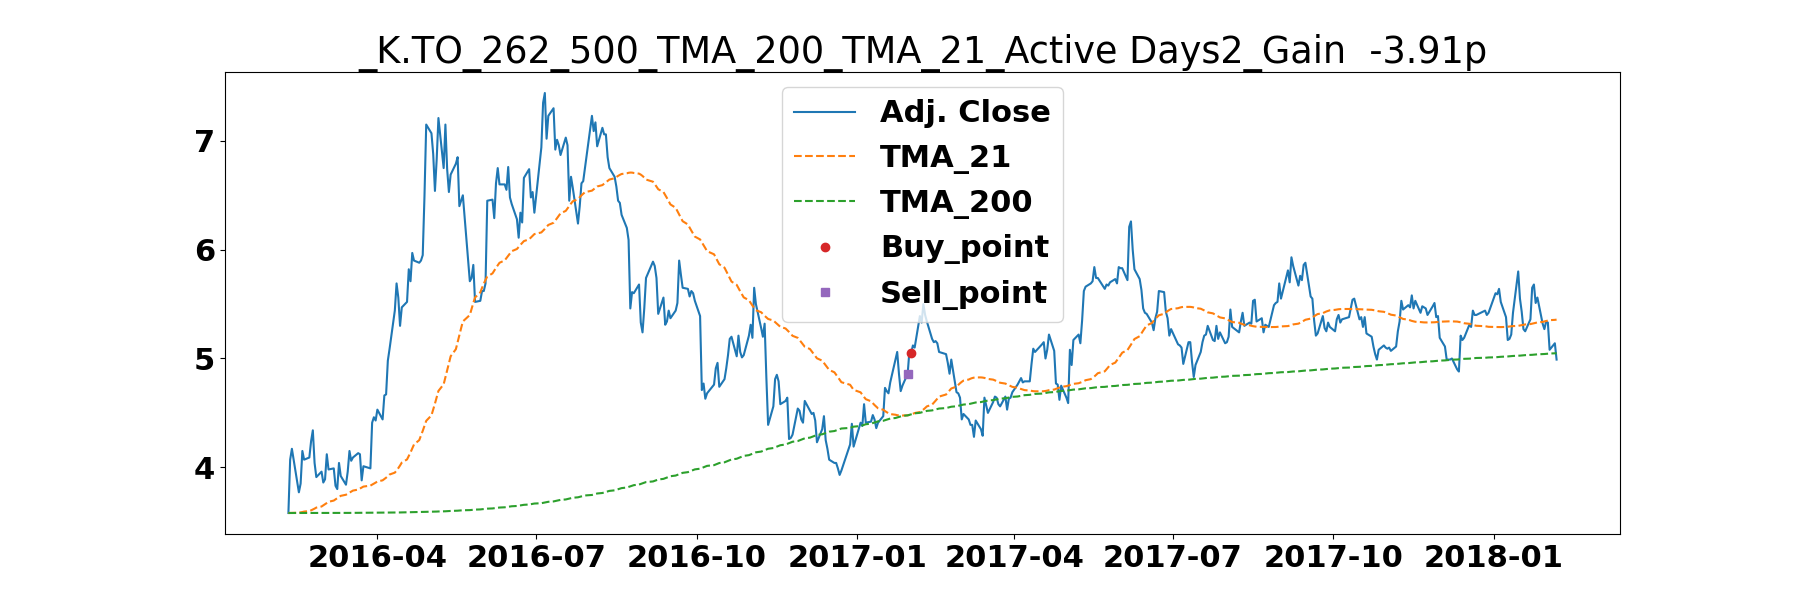 _K.TO_262_500_TMA_200_TMA_21_Active Days2_Gain  -3.91p
Adj. Close
TMA_21
TMA_200
Buy_point
Sell_point
7
6
5
4
2016-04 2016-07 2016-10 2017-01 2017-04 2017-07 2017-10 2018-01